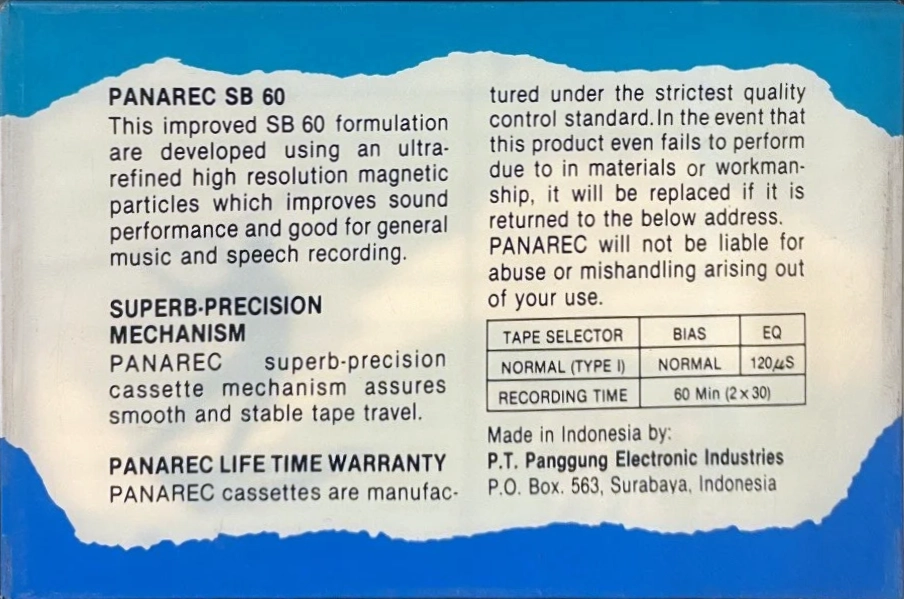 PANAREC SB 60
This improved SB 60 formulation
are developed using an ultra-
refined high resolution magnetic
particles which improves sound
performance and good for general
music and speech recording.
SUPERB-PRECISION
MECHANISM
PANAREC superb-precision
cassette mechanism assures
smooth and stable tape travel.
PANAREC LIFE TIME WARRANTY
PANAREC cassettes are manufac-
tured under the strictest quality
control standard. In the event that
this product even fails to perform
due to in materials or workman-
ship, it will be replaced if it is
returned to the below address.
PANAREC will not be liable for
abuse or mishandling arising out
of your use.
TAPE SELECTOR BIAS EQ
NORMAL (TYPE I) NORMAL 120µS
RECORDING TIME 60 Min (2 x 30)
Made in Indonesia by:
P.T. Panggung Electronic Industries
P.O. Box. 563, Surabaya, Indonesia